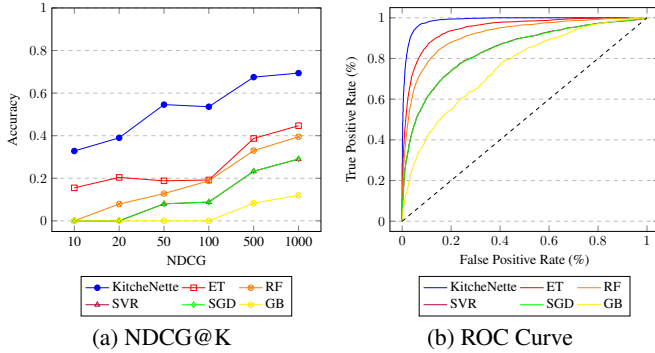 1
0.8
0.6
0.4
0.2
0
Accuracy
10 20 50 100 500 1000
NDCG
KitcheNette ET RF
SVR SGD GB
(a) NDCG@K
1
0.8
0.6
0.4
0.2
0
True Positive Rate (%)
0 0.2 0.4 0.6 0.8 1
False Positive Rate (%)
KitcheNette ET RF
SVR SGD GB
(b) ROC Curve